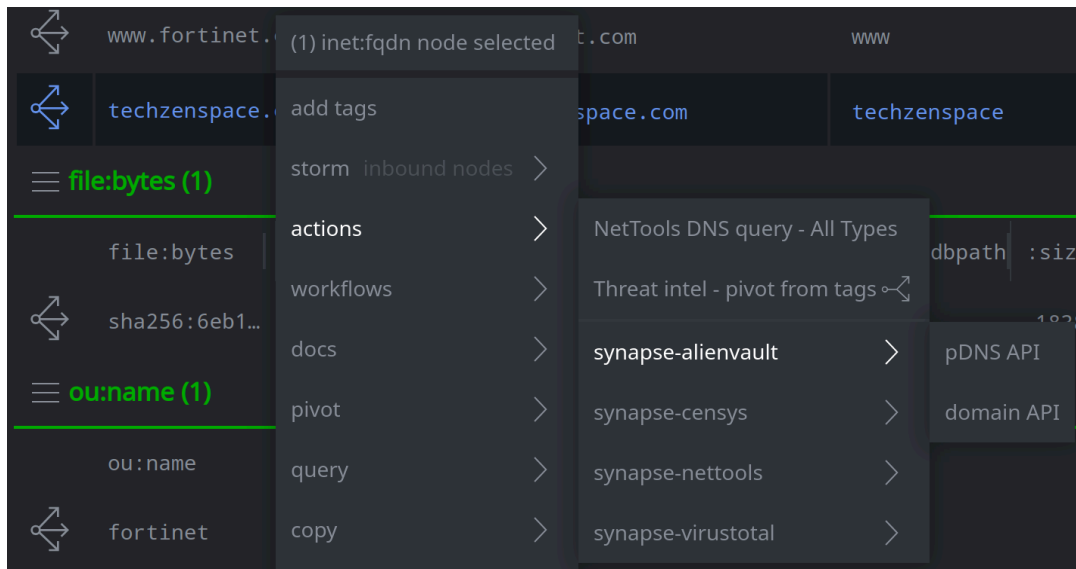 www.fortinet.
(1) inet:fqdn node selected
t.com
www
techzenspace.
space.com
techzenspace
add tags
storm inbound nodes
file:bytes (1)
actions
NetTools DNS query - All Types
file:bytes
dbpath
:siz
workflows
Threat intel - pivot from tags
sha256:6eb1…
docs
synapse-alienvault
pDNS API
ou:name (1)
pivot
synapse-censys
domain API
ou:name
query
synapse-nettools
fortinet
copy
synapse-virustotal